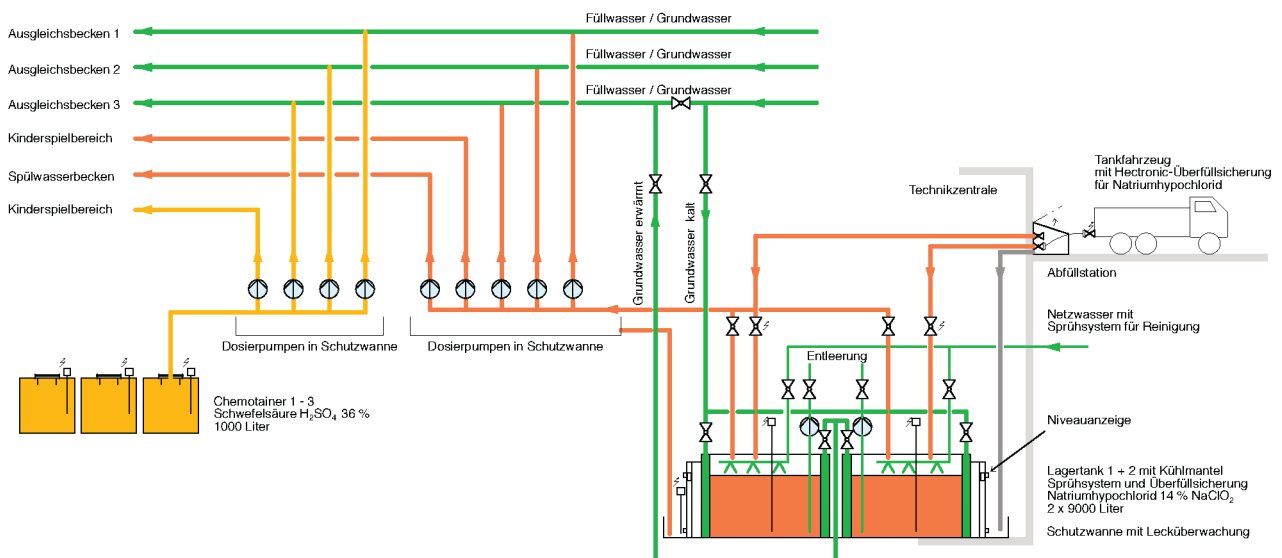 Füllwasser / Grundwasser
Ausgleichsbecken 1
Füllwasser / Grundwasser
Ausgleichsbecken 2
Füllwasser / Grundwasser
Ausgleichsbecken 3
Kinderspielbereich
Spülwasserbecken
Kinderspielbereich
Grundwasser erwärmt
Grundwasser kalt
Technikzentrale
Tankfahrzeug
mit Hectronic-Überfüllsicherung
für Natriumhypochlorid
Abfüllstation
Netzwasser mit
Sprühsystem für Reinigung
Dosierpumpen in Schutzwanne
Dosierpumpen in Schutzwanne
Entleerung
Chemotainer 1 - 3
Schwefelsäure H₂SO₄ 36 %
1000 Liter
Niveauanzeige
Lagertank 1 + 2 mit Kühlmantel
Sprühsystem und Überfüllsicherung
Natriumhypochlorid 14 % NaClO₂
2 x 9000 Liter
Schutzwanne mit Lecküberwachung